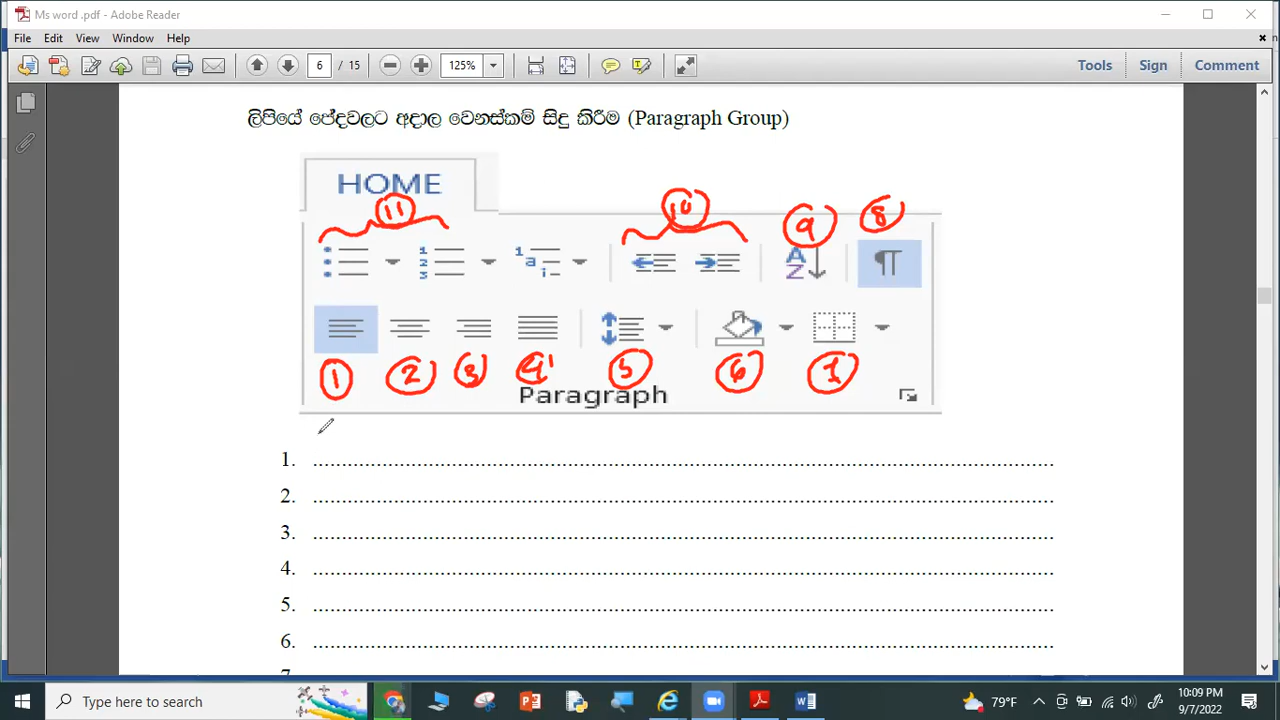 Ms word .pdf - Adobe Reader
File Edit View Window Help
6 / 15 125% Tools Sign Comment
ලිපියේ ඡේදවලට අදාල වෙනස්කම් සිදු කිරීම (Paragraph Group)
HOME
11 10 9 8
1 2 3 4 5 6 7
Paragraph
1. ........................................................................................................................
2. ........................................................................................................................
3. ........................................................................................................................
4. ........................................................................................................................
5. ........................................................................................................................
6. ........................................................................................................................
Type here to search
79°F
10:09 PM
9/7/2022